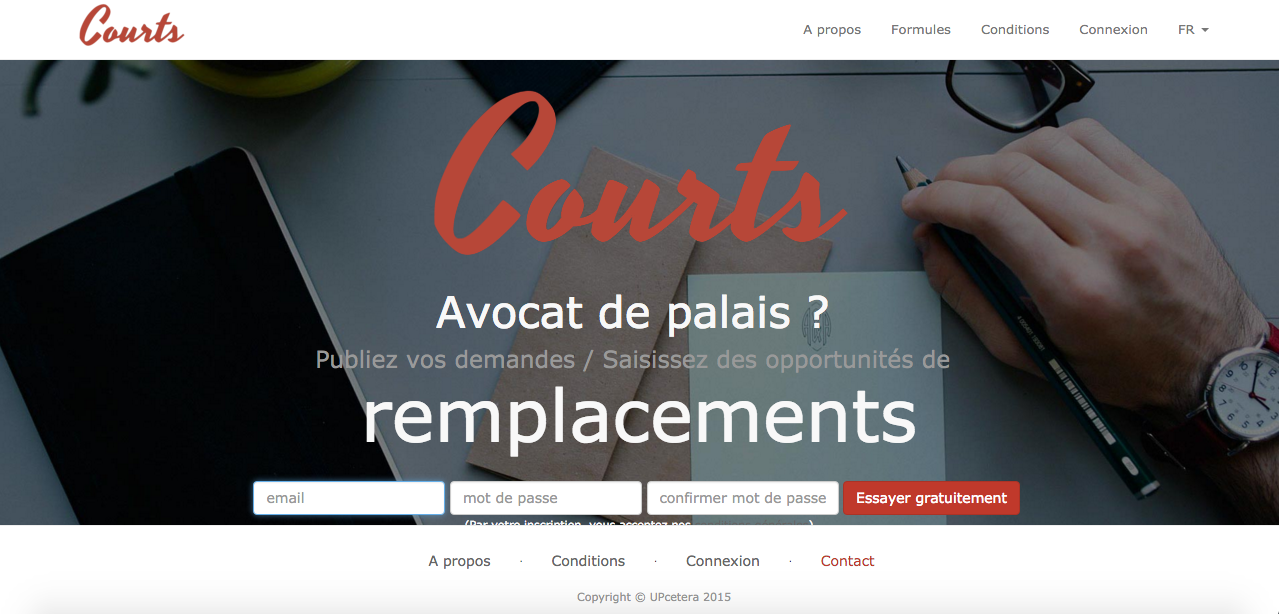 Courts
A propos Formules Conditions Connexion FR
Courts
Avocat de palais ?
Publiez vos demandes / Saisissez des opportunités de
remplacements
email mot de passe confirmer mot de passe Essayer gratuitement
(Par votre inscription, vous acceptez nos )
A propos · Conditions · Connexion · Contact
Copyright © UPcetera 2015